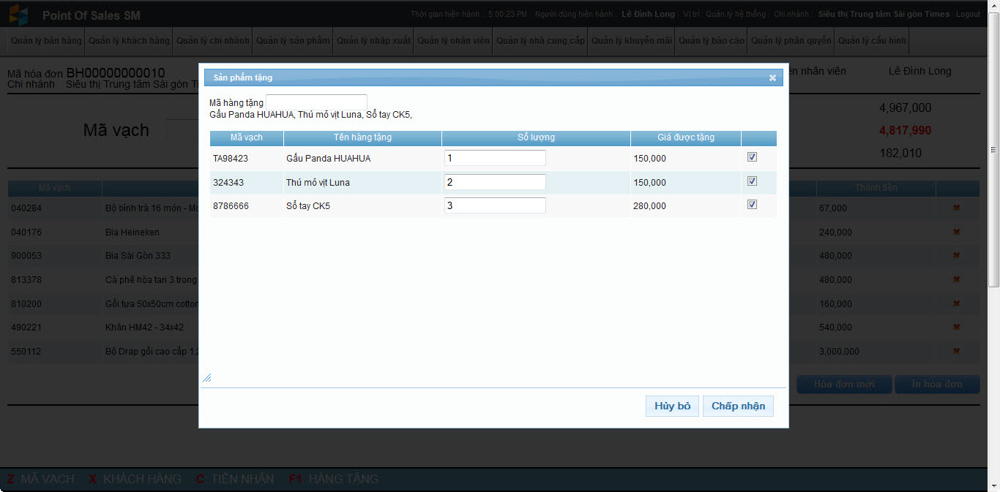 Point Of Sales SM
Thời gian hiện hành : 5:00:23 PM | Người dùng hiện hành : Lê Đình Long | Vị trí : Quản lý hệ thống | Chi nhánh : Siêu thị Trung tâm Sài gòn Times | Logout
Quản lý bán hàng Quản lý khách hàng Quản lý chi nhánh Quản lý sản phẩm Quản lý nhập xuất Quản lý nhân viên Quản lý nhà cung cấp Quản lý khuyến mãi Quản lý báo cáo Quản lý phân quyền Quản lý cấu hình
Mã hóa đơn BH00000000010
nhân viên Lê Đình Long
Chi nhánh Siêu thị Trung tâm Sài gòn
Sản phẩm tặng
Mã hàng tặng
Gấu Panda HUAHUA, Thú mỏ vịt Luna, Sổ tay CK5,
Mã vạch Tên hàng tặng Số lượng Giá được tặng
TA98423 Gấu Panda HUAHUA 1 150,000
324343 Thú mỏ vịt Luna 2 150,000
8786666 Sổ tay CK5 3 280,000
Hủy bỏ Chấp nhận
Mã vạch
4,967,000
4,817,990
182,010
Mã vạch Thành tiền
040284 Bộ bình trà 16 món - 67,000
040176 Bia Heineken 240,000
900053 Bia Sài Gòn 333 480,000
813378 Cà phê hòa tan 3 trong 480,000
810200 Gối tựa 50x50cm cotton 160,000
490221 Khăn HM42 - 34x42 540,000
550112 Bộ Drap gối cao cấp 3,000,000
Hóa đơn mới In hóa đơn
Z MÃ VẠCH X KHÁCH HÀNG C TIỀN NHẬN F1 HÀNG TẶNG